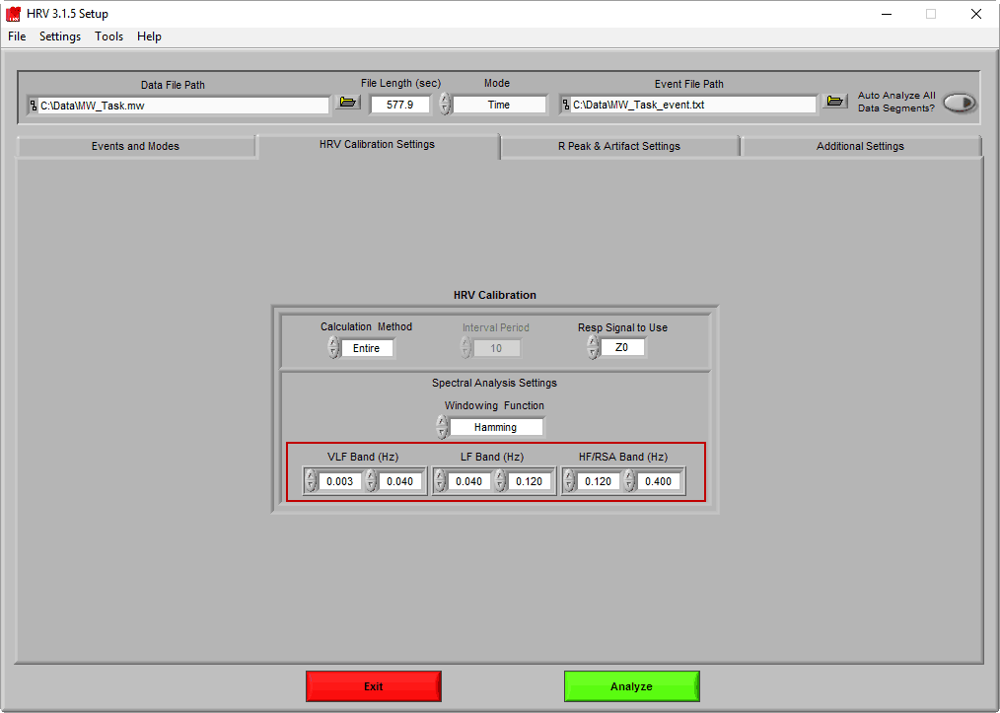 HRV 3.1.5 Setup
File Settings Tools Help
Data File Path File Length (sec) Mode Event File Path
C:\Data\MW_Task.mw 577.9 Time C:\Data\MW_Task_event.txt
Auto Analyze All
Data Segments?
Events and Modes HRV Calibration Settings R Peak & Artifact Settings Additional Settings
HRV Calibration
Calculation Method Interval Period Resp Signal to Use
Entire 10 Z0
Spectral Analysis Settings
Windowing Function
Hamming
VLF Band (Hz) LF Band (Hz) HF/RSA Band (Hz)
0.003 0.040 0.040 0.120 0.120 0.400
Exit Analyze